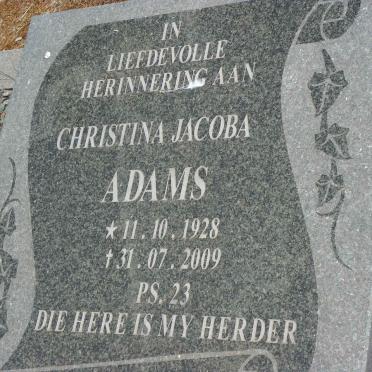 IN
LIEFDEVOLLE
HERINNERING AAN
CHRISTINA JACOBA
ADAMS
★ 11.10.1928
† 31.07.2009
PS. 23
DIE HERE IS MY HERDER